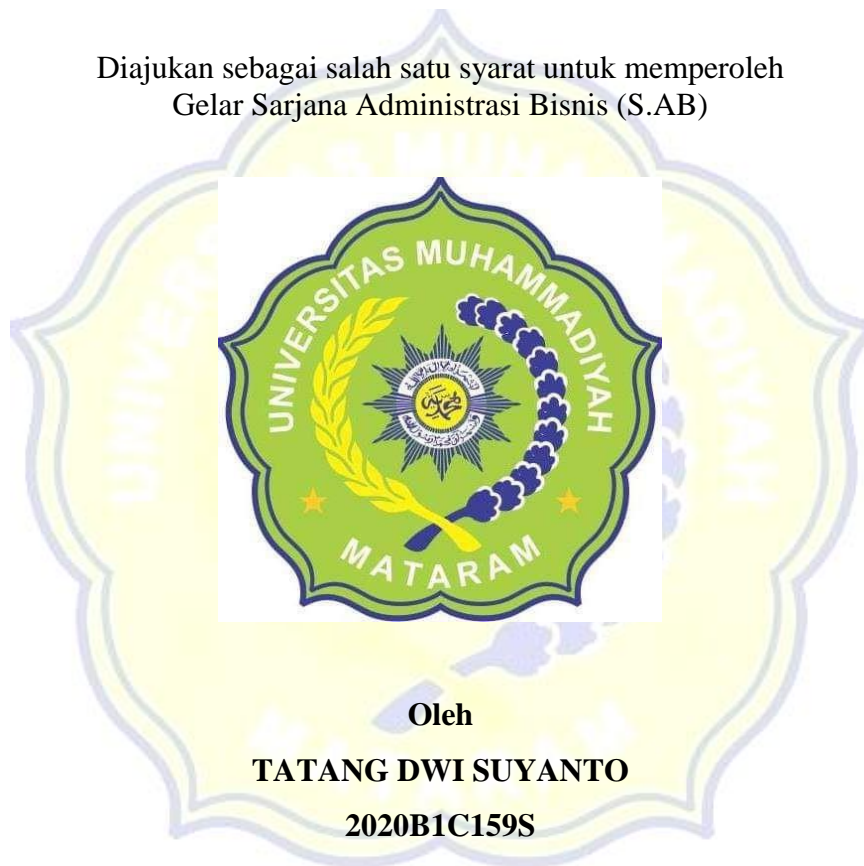 Diajukan sebagai salah satu syarat untuk memperoleh
Gelar Sarjana Administrasi Bisnis (S.AB)
UNIVERSITAS MUHAMMADIYAH
MATARAM
Oleh
TATANG DWI SUYANTO
2020B1C159S